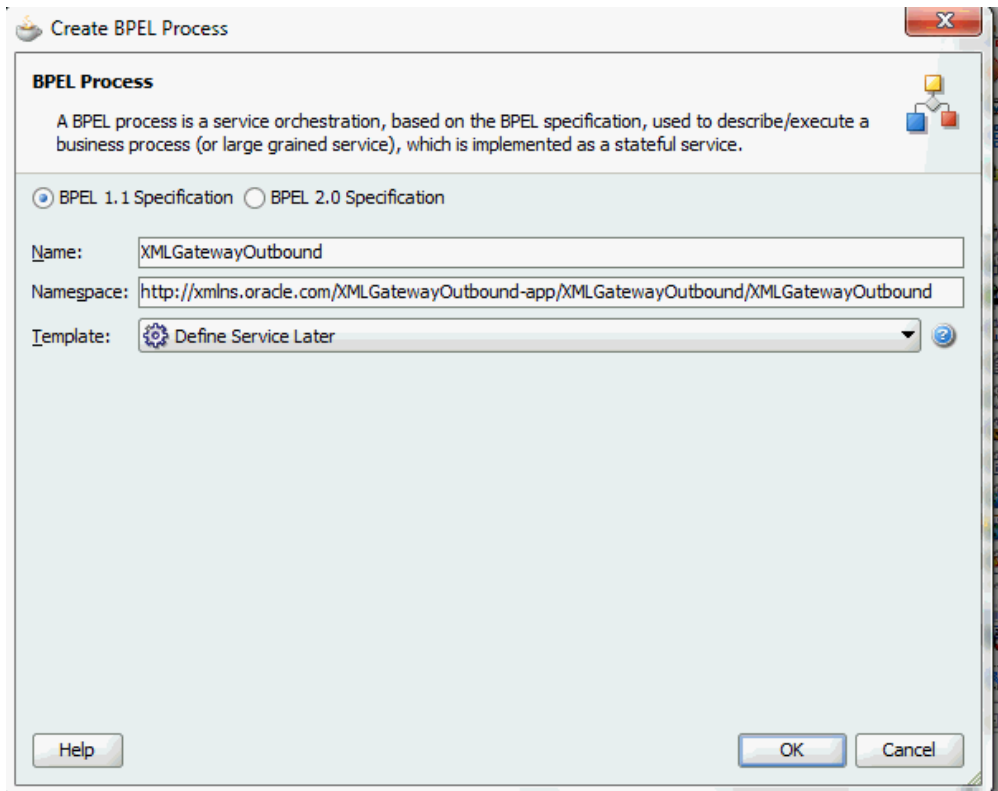 Create BPEL Process
BPEL Process
A BPEL process is a service orchestration, based on the BPEL specification, used to describe/execute a
business process (or large grained service), which is implemented as a stateful service.
BPEL 1.1 Specification BPEL 2.0 Specification
Name: XMLGatewayOutbound
Namespace: http://xmlns.oracle.com/XMLGatewayOutbound-app/XMLGatewayOutbound/XMLGatewayOutbound
Template: Define Service Later
Help OK Cancel